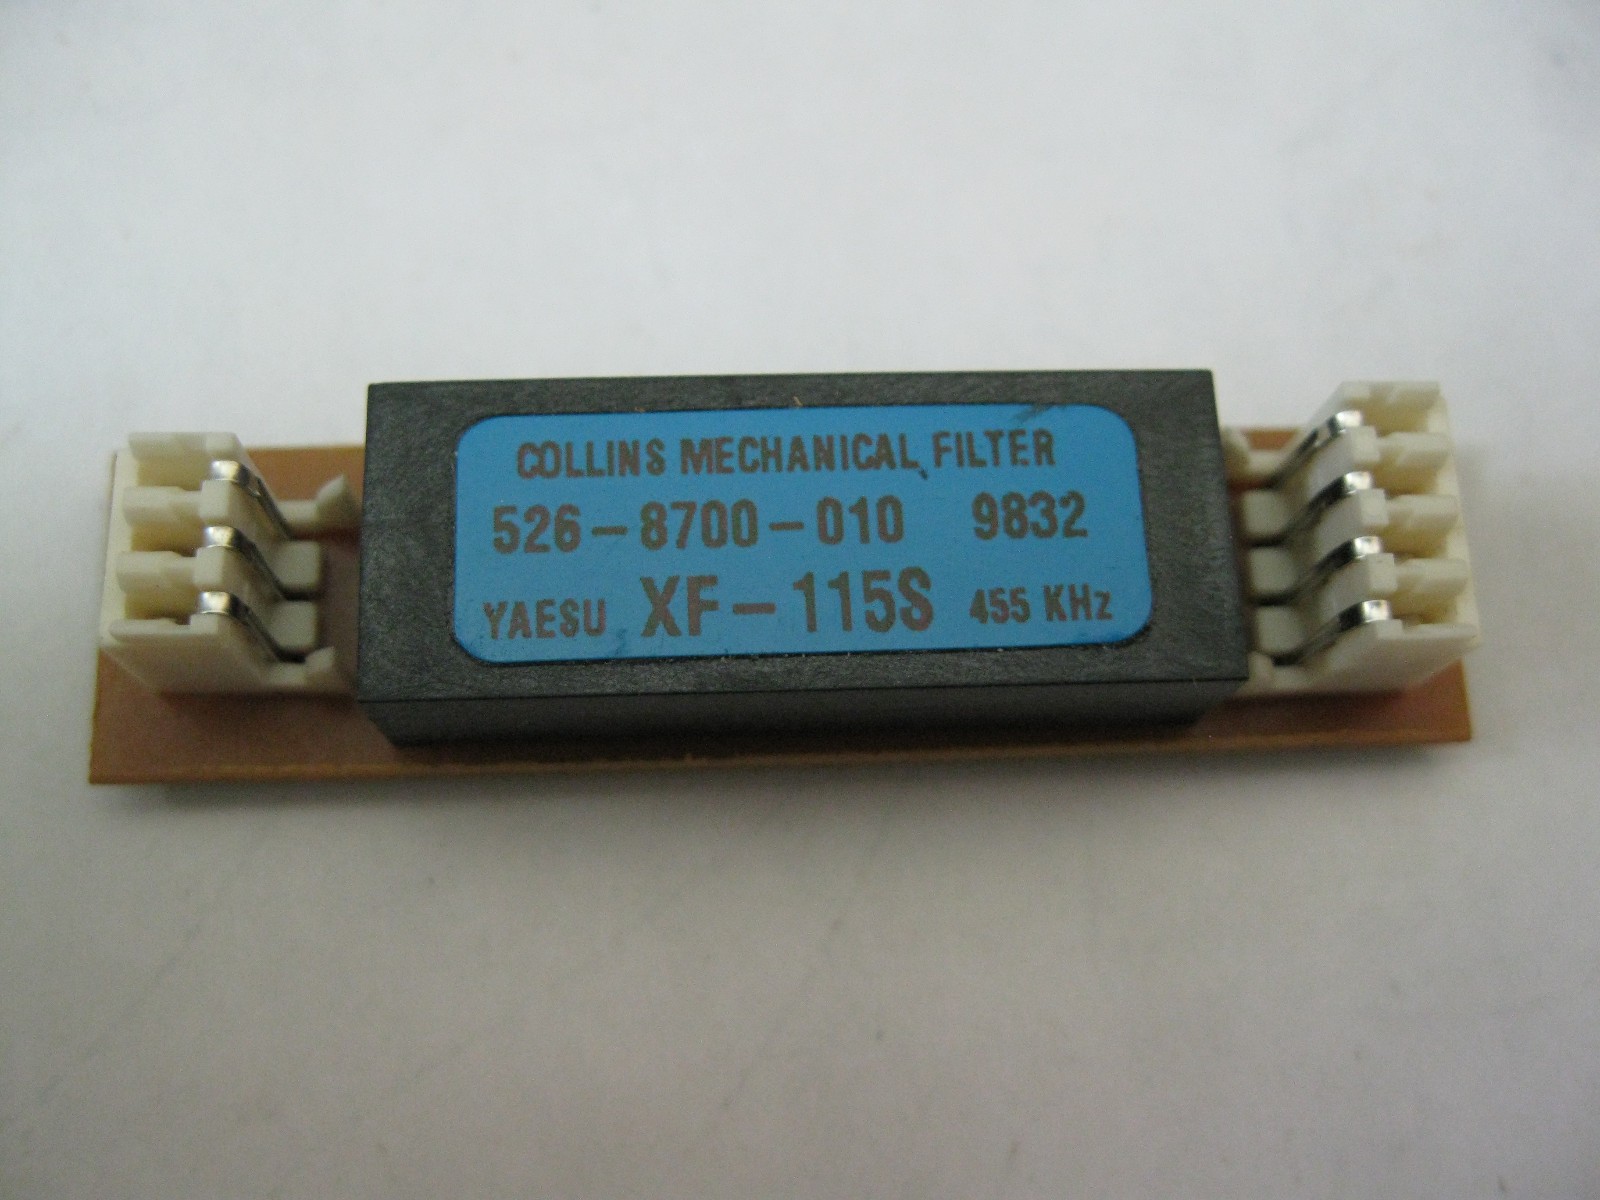 COLLINS MECHANICAL FILTER
526-8700-010 9832
YAESU XF-115S 455 KHz